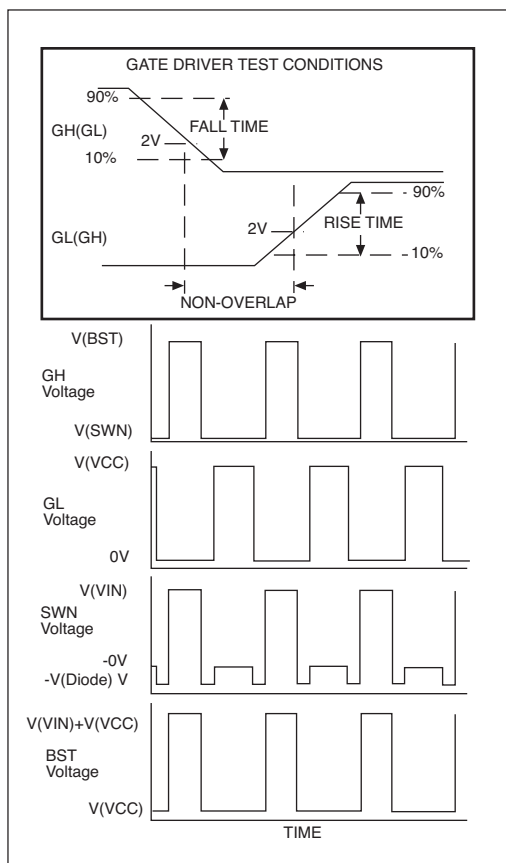 GATE DRIVER TEST CONDITIONS
90%
FALL TIME
GH(GL)
2V
10%
90%
RISE TIME
2V
GL(GH)
10%
NON-OVERLAP
V(BST)
GH
Voltage
V(SWN)
V(VCC)
GL
Voltage
0V
V(VIN)
SWN
Voltage
-0V
-V(Diode) V
V(VIN)+V(VCC)
BST
Voltage
V(VCC)
TIME